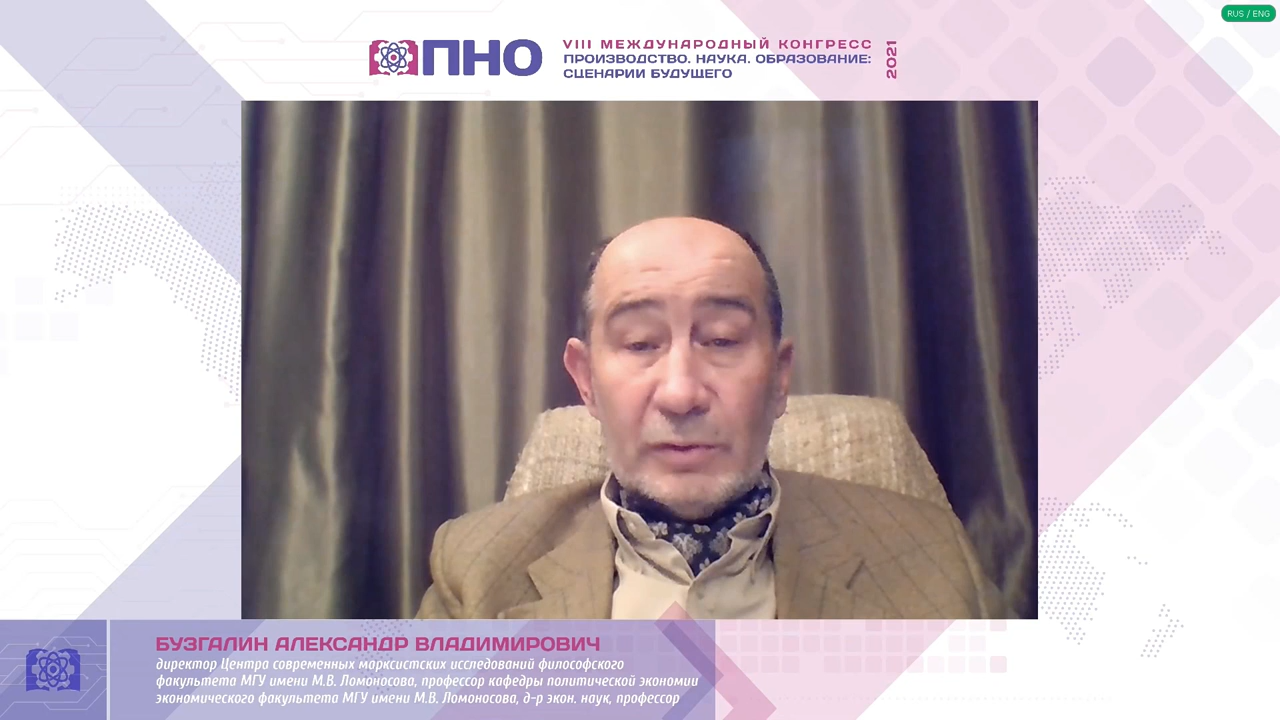 RUS / ENG
ПНО
VIII МЕЖДУНАРОДНЫЙ КОНГРЕСС
ПРОИЗВОДСТВО. НАУКА. ОБРАЗОВАНИЕ:
СЦЕНАРИИ БУДУЩЕГО
2021
БУЗГАЛИН АЛЕКСАНДР ВЛАДИМИРОВИЧ
директор Центра современных марксистских исследований философского
факультета МГУ имени М.В. Ломоносова, профессор кафедры политической экономии
экономического факультета МГУ имени М.В. Ломоносова, д-р экон. наук, профессор